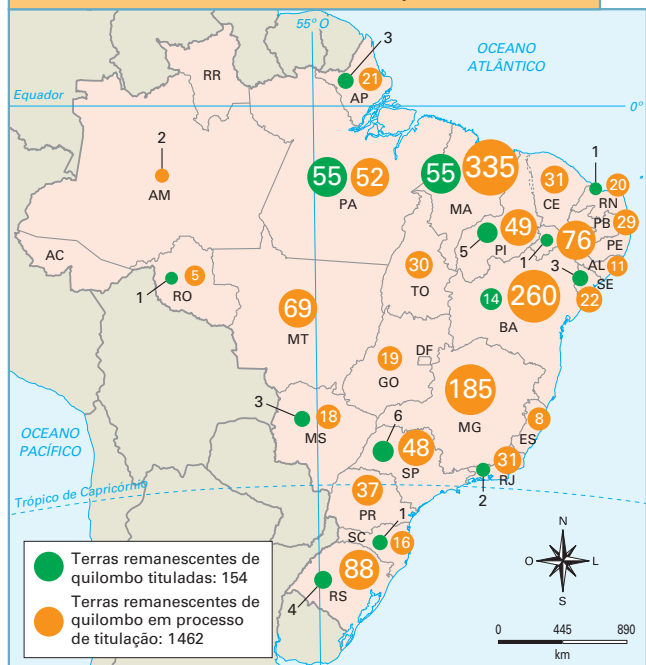 55º O
OCEANO
ATLÂNTICO
3
21
AP
RR
Equador
0º
2
AM
55
52
PA
55
335
MA
31
CE
1
20
RN
PB
29
PE
5
49
PI
1
76
AL
11
3
SE
22
AC
1
5
RO
30
TO
14
260
BA
69
MT
19
GO
DF
185
MG
8
ES
3
18
MS
6
48
SP
31
RJ
2
OCEANO
PACÍFICO
Trópico de Capricórnio
37
PR
SC
1
16
88
4
RS
N
O
L
S
Terras remanescentes de
quilombo tituladas: 154
Terras remanescentes de
quilombo em processo
de titulação: 1462
0 445 890
km